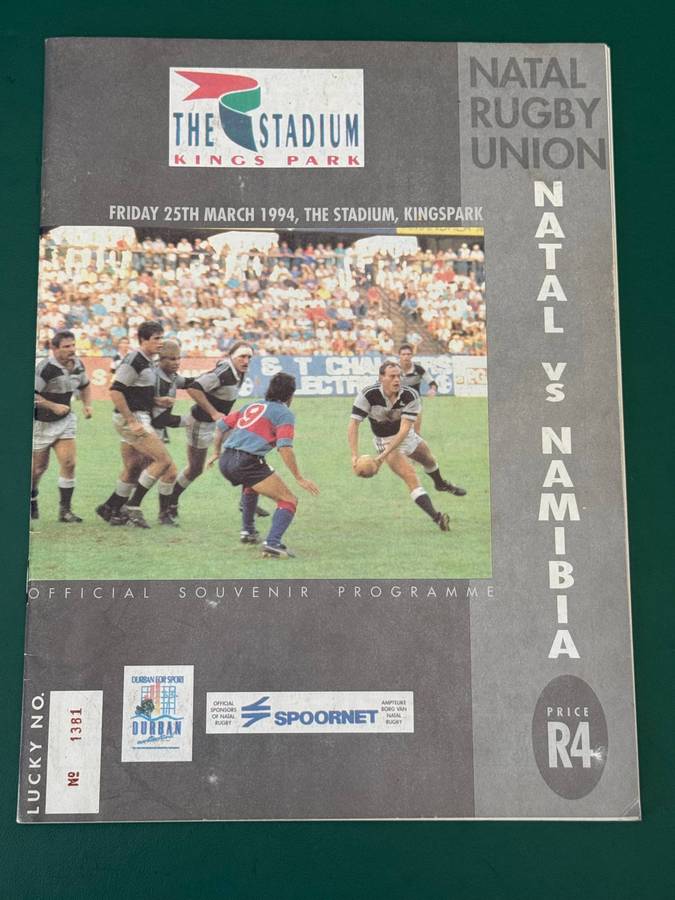 THE STADIUM
KINGS PARK
NATAL
RUGBY
UNION
FRIDAY 25TH MARCH 1994, THE STADIUM, KINGSPARK
NATAL VS NAMIBIA
& T CHAN
LECTRIC
9
OFFICIAL SOUVENIR PROGRAMME
LUCKY NO.
No 1381
DURBAN FOR SPORT
DURBAN
OFFICIAL
SPONSORS
OF NATAL
RUGBY
SPOORNET
AMPTELIKE
BORG VAN
NATAL
RUGBY
PRICE
R4